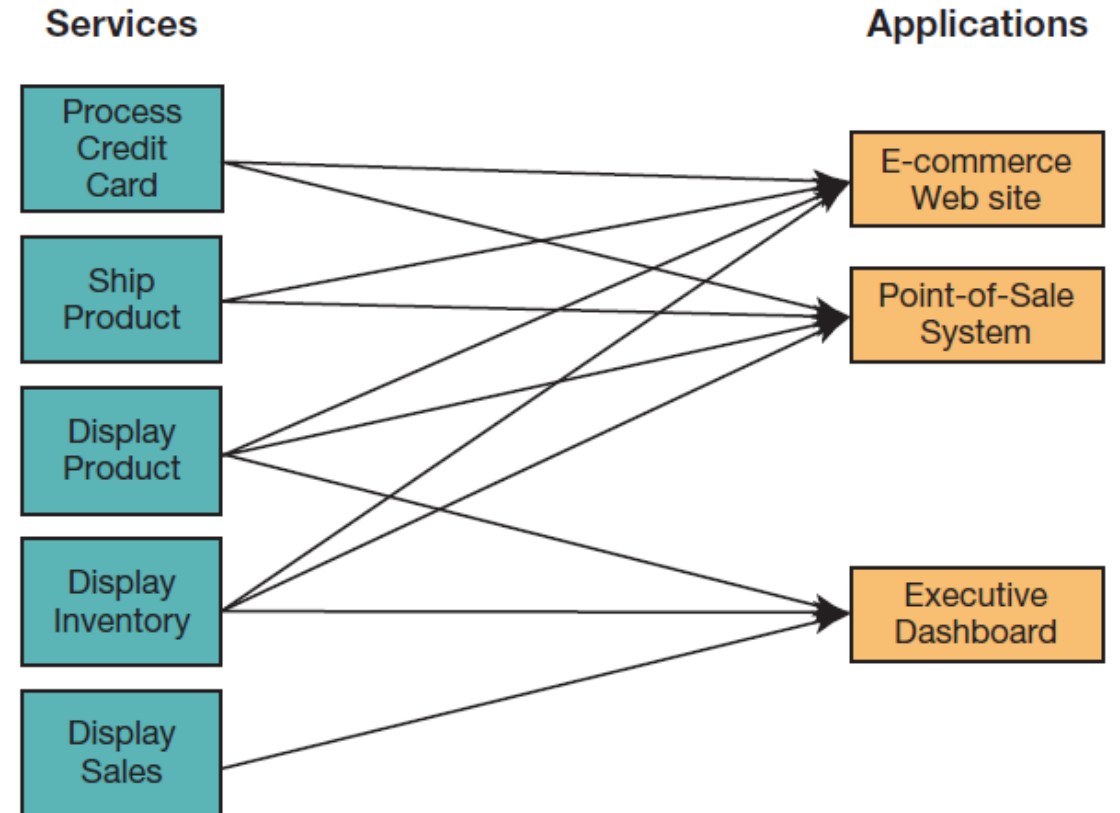 Services
Applications
Process
Credit
Card
E-commerce
Web site
Ship
Product
Point-of-Sale
System
Display
Product
Display
Inventory
Executive
Dashboard
Display
Sales